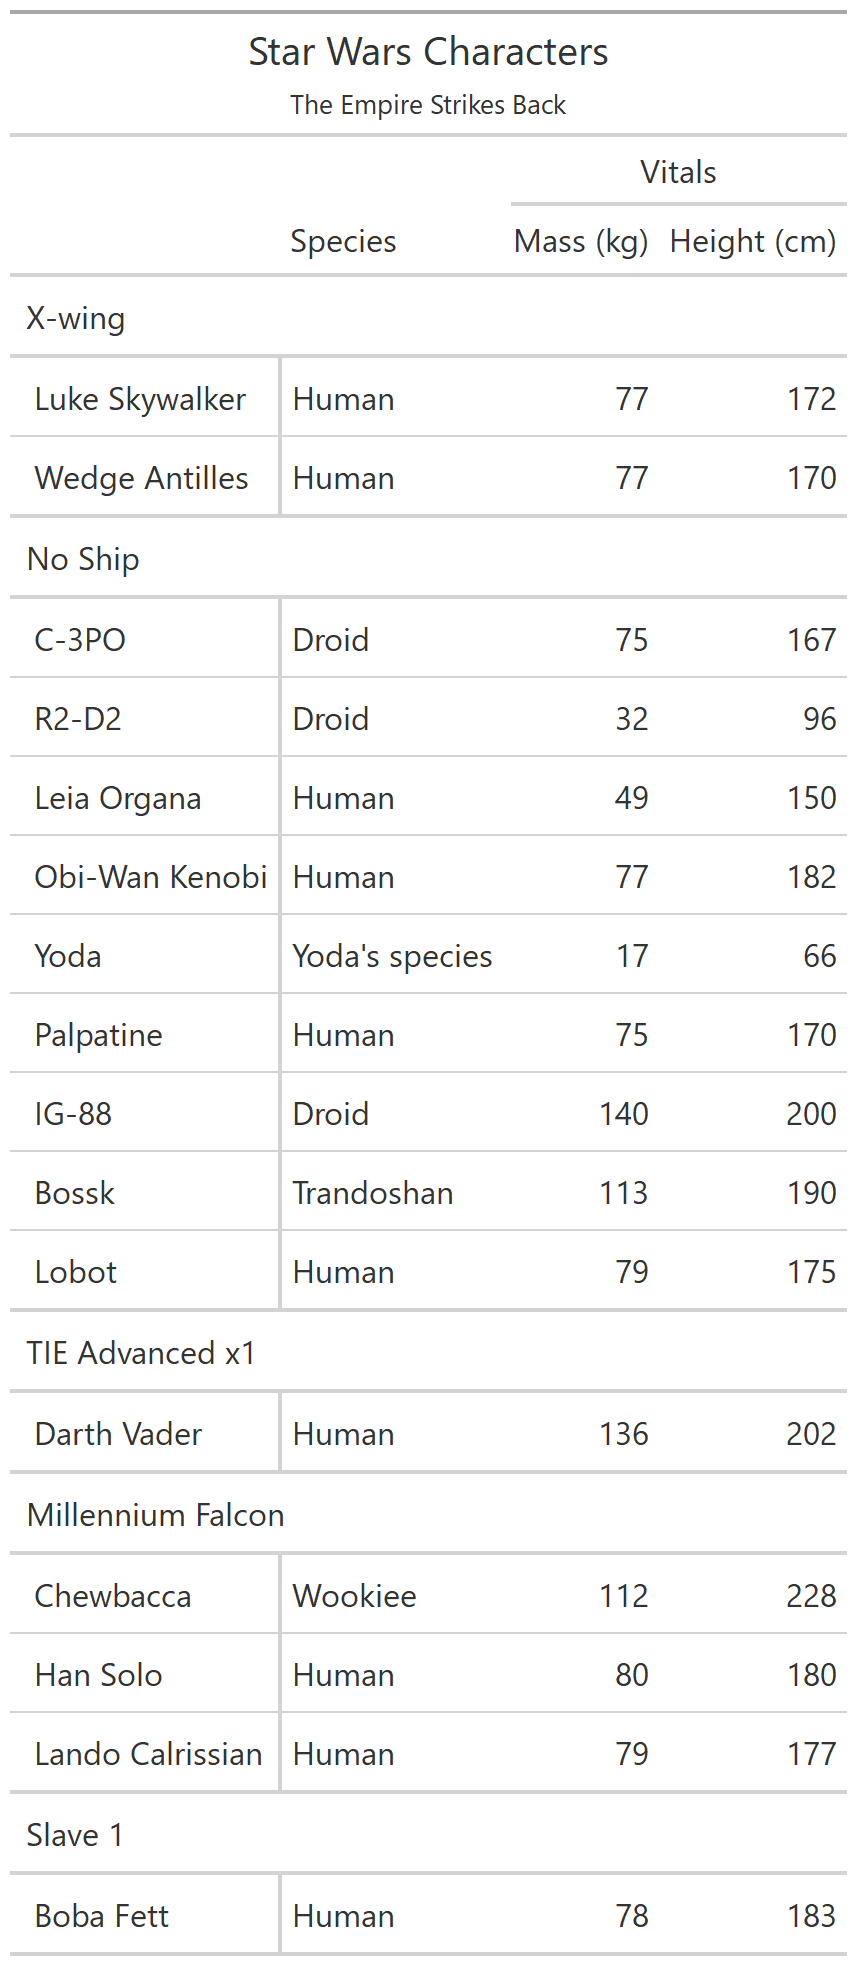 Star Wars Characters
The Empire Strikes Back
Vitals
Species Mass (kg) Height (cm)
X-wing
Luke Skywalker Human 77 172
Wedge Antilles Human 77 170
No Ship
C-3PO Droid 75 167
R2-D2 Droid 32 96
Leia Organa Human 49 150
Obi-Wan Kenobi Human 77 182
Yoda Yoda's species 17 66
Palpatine Human 75 170
IG-88 Droid 140 200
Bossk Trandoshan 113 190
Lobot Human 79 175
TIE Advanced x1
Darth Vader Human 136 202
Millennium Falcon
Chewbacca Wookiee 112 228
Han Solo Human 80 180
Lando Calrissian Human 79 177
Slave 1
Boba Fett Human 78 183